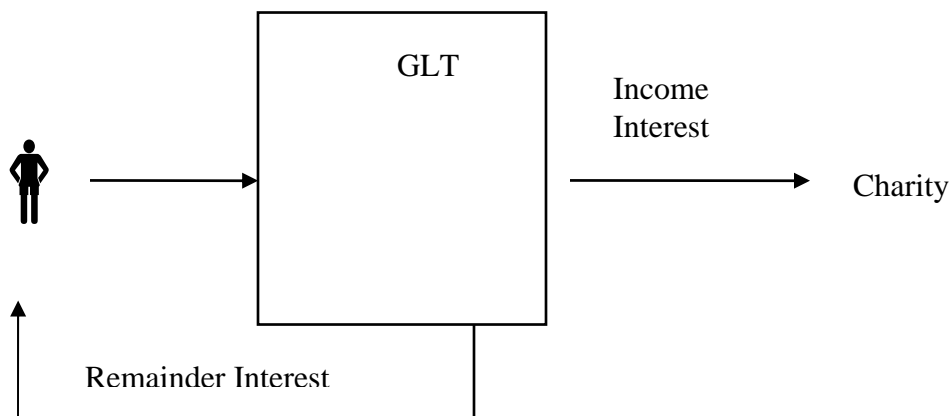 GLT
Income
Interest
Charity
Remainder Interest